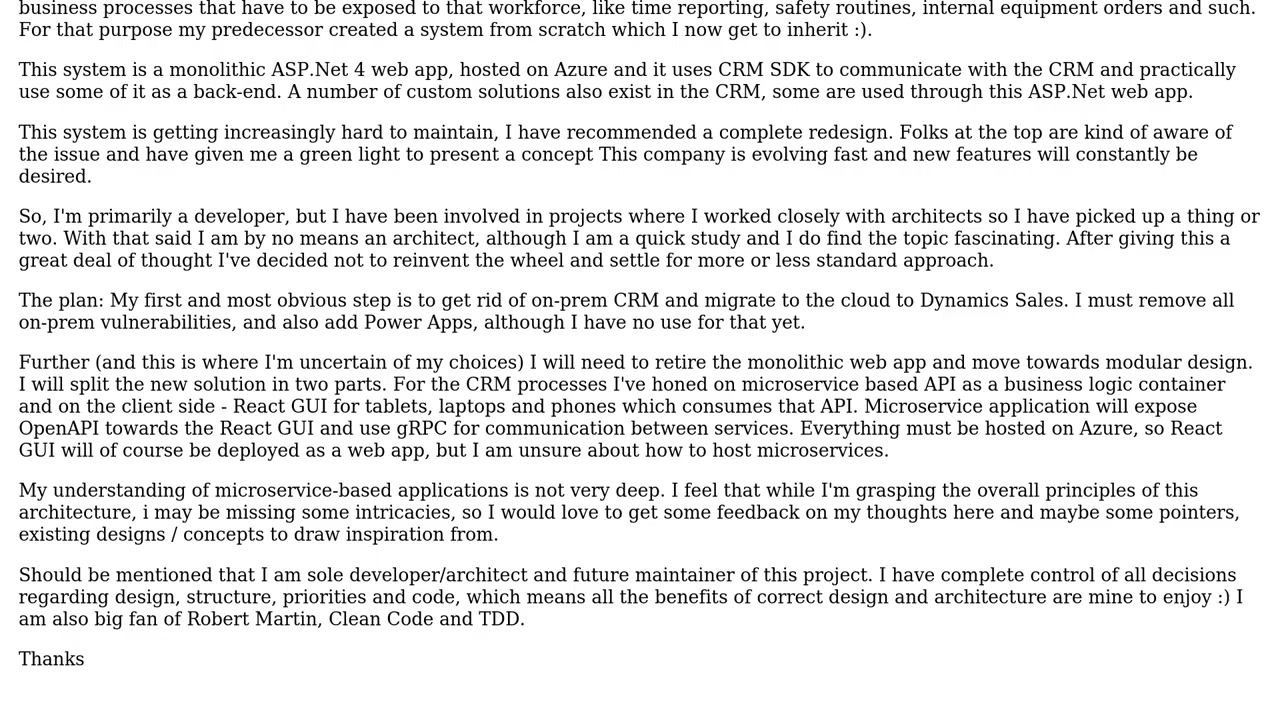 business processes that have to be exposed to that workforce, like time reporting, safety routines, internal equipment orders and such.
For that purpose my predecessor created a system from scratch which I now get to inherit :).
This system is a monolithic ASP.Net 4 web app, hosted on Azure and it uses CRM SDK to communicate with the CRM and practically
use some of it as a back-end. A number of custom solutions also exist in the CRM, some are used through this ASP.Net web app.
This system is getting increasingly hard to maintain, I have recommended a complete redesign. Folks at the top are kind of aware of
the issue and have given me a green light to present a concept This company is evolving fast and new features will constantly be
desired.
So, I'm primarily a developer, but I have been involved in projects where I worked closely with architects so I have picked up a thing or
two. With that said I am by no means an architect, although I am a quick study and I do find the topic fascinating. After giving this a
great deal of thought I've decided not to reinvent the wheel and settle for more or less standard approach.
The plan: My first and most obvious step is to get rid of on-prem CRM and migrate to the cloud to Dynamics Sales. I must remove all
on-prem vulnerabilities, and also add Power Apps, although I have no use for that yet.
Further (and this is where I'm uncertain of my choices) I will need to retire the monolithic web app and move towards modular design.
I will split the new solution in two parts. For the CRM processes I've honed on microservice based API as a business logic container
and on the client side - React GUI for tablets, laptops and phones which consumes that API. Microservice application will expose
OpenAPI towards the React GUI and use gRPC for communication between services. Everything must be hosted on Azure, so React
GUI will of course be deployed as a web app, but I am unsure about how to host microservices.
My understanding of microservice-based applications is not very deep. I feel that while I'm grasping the overall principles of this
architecture, i may be missing some intricacies, so I would love to get some feedback on my thoughts here and maybe some pointers,
existing designs / concepts to draw inspiration from.
Should be mentioned that I am sole developer/architect and future maintainer of this project. I have complete control of all decisions
regarding design, structure, priorities and code, which means all the benefits of correct design and architecture are mine to enjoy :) I
am also big fan of Robert Martin, Clean Code and TDD.
Thanks